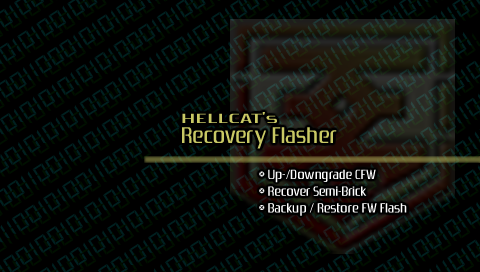 HELLCAT's
Recovery Flasher
Up-/Downgrade CFW
Recover Semi-Brick
Backup / Restore FW Flash